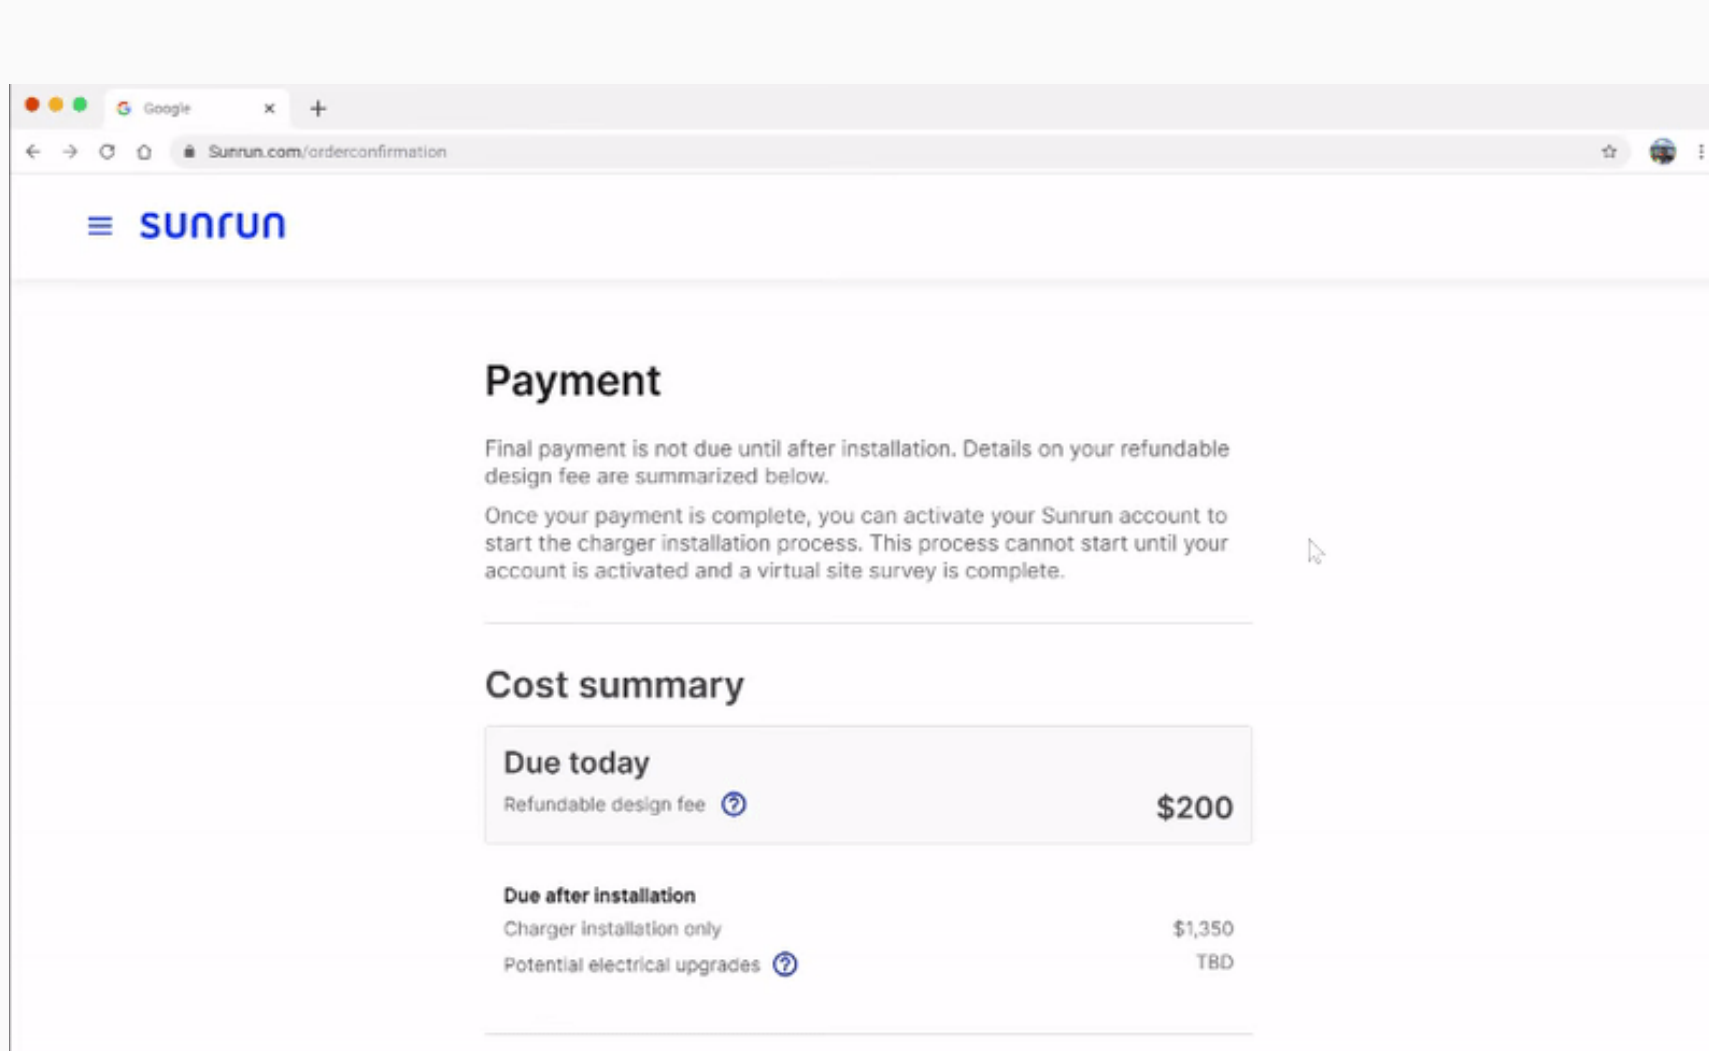 Google
Sunrun.com/orderconfirmation
sunrun
Payment
Final payment is not due until after installation. Details on your refundable
design fee are summarized below.
Once your payment is complete, you can activate your Sunrun account to
start the charger installation process. This process cannot start until your
account is activated and a virtual site survey is complete.
Cost summary
Due today
Refundable design fee ? $200
Due after installation
Charger installation only $1,350
Potential electrical upgrades ? TBD